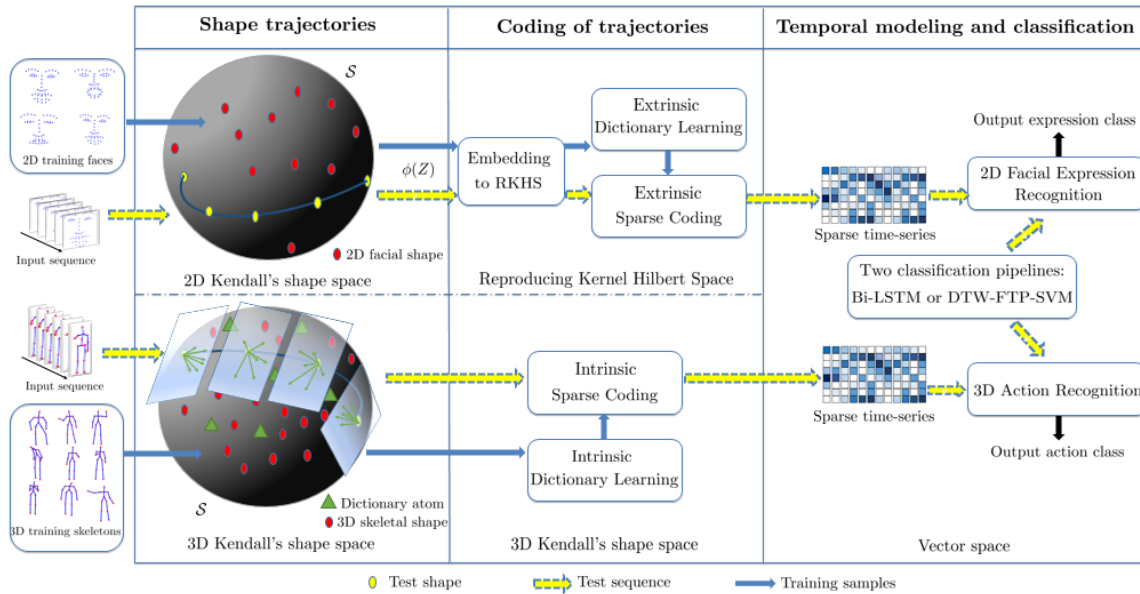 Shape trajectories
Coding of trajectories
Temporal modeling and classification
2D training faces
Input sequence
S
2D facial shape
2D Kendall's shape space
ϕ(Z)
Embedding
to RKHS
Extrinsic
Dictionary Learning
Extrinsic
Sparse Coding
Reproducing Kernel Hilbert Space
Sparse time-series
Output expression class
2D Facial Expression
Recognition
Two classification pipelines:
Bi-LSTM or DTW-FTP-SVM
Input sequence
3D training skeletons
S
Dictionary atom
3D skeletal shape
3D Kendall's shape space
Intrinsic
Sparse Coding
Intrinsic
Dictionary Learning
3D Kendall's shape space
Sparse time-series
3D Action Recognition
Output action class
Vector space
Test shape
Test sequence
Training samples